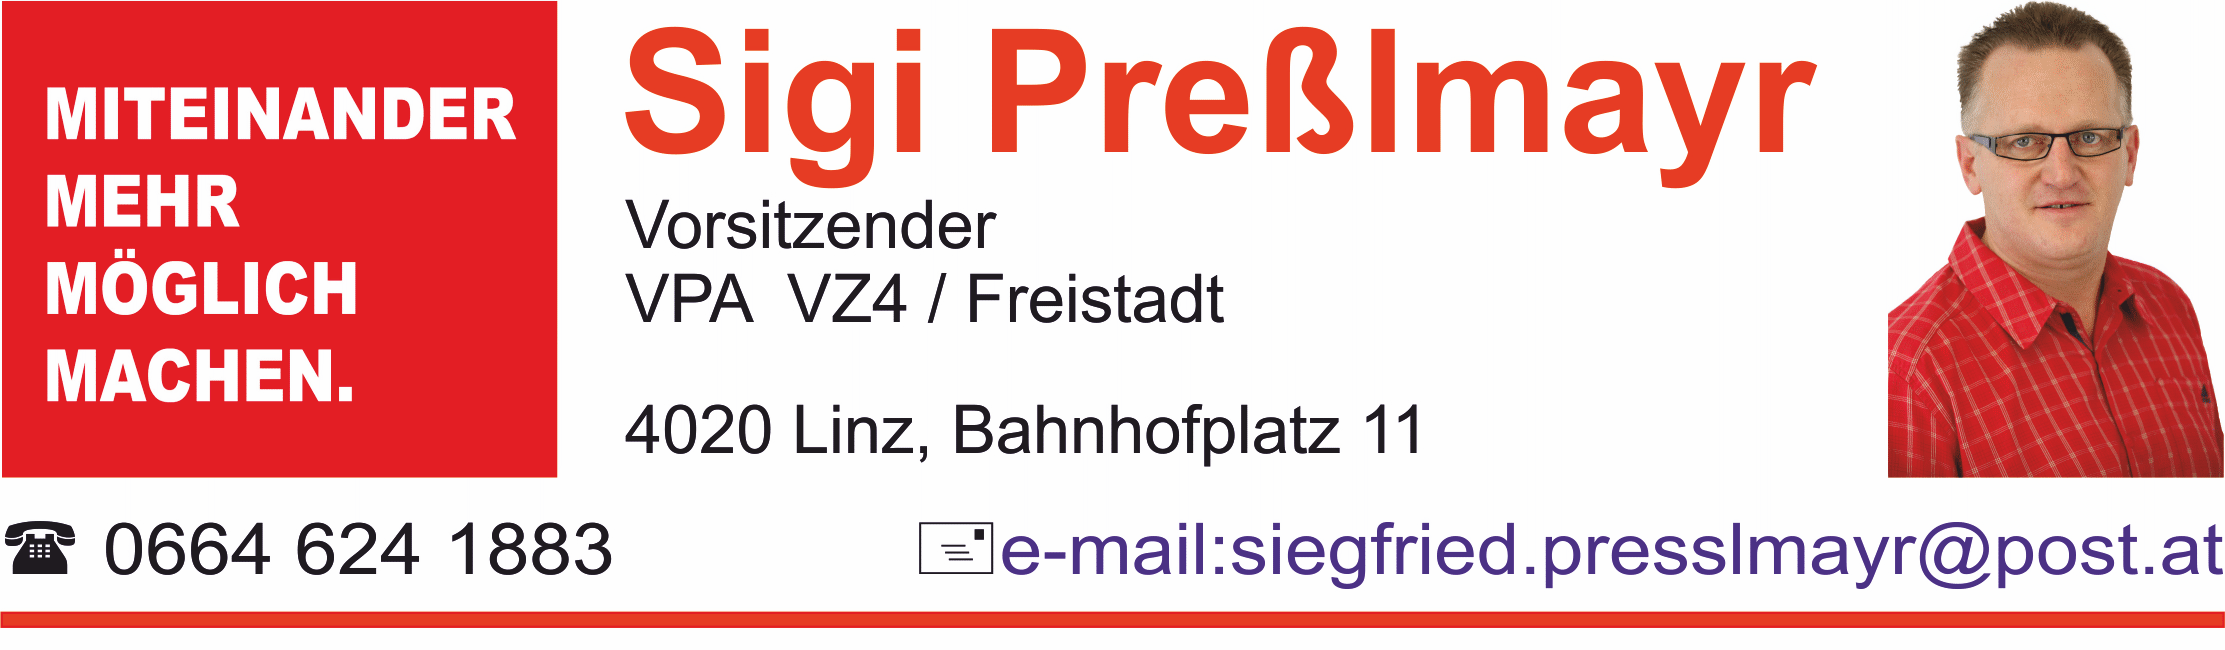 MITEINANDER
MEHR
MÖGLICH
MACHEN.
Sigi Preßlmayr
Vorsitzender
VPA VZ4 / Freistadt
4020 Linz, Bahnhofplatz 11
0664 624 1883
e-mail:siegfried.presslmayr@post.at